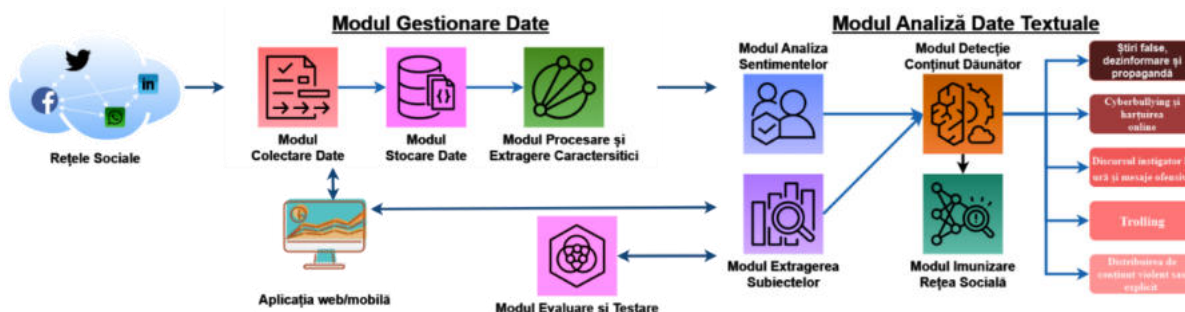 Modul Gestionare Date
Modul Analiză Date Textuale
Rețele Sociale
in
Modul
Colectare Date
Modul
Stocare Date
Modul Procesare și
Extragere Caractersitici
Modul Analiza
Sentimentelor
Modul Detecție
Conținut Dăunător
Știri false,
dezinformare și
propagandă
Cyberbullying și
harțuirea
online
Discursul instigator
ură și mesaje ofensiv
Trolling
Distribuirea de
conținut violent sau
explicit
Aplicația web/mobilă
Modul Evaluare si Testare
Modul Extragerea
Subiectelor
Modul Imunizare
Rețea Socială